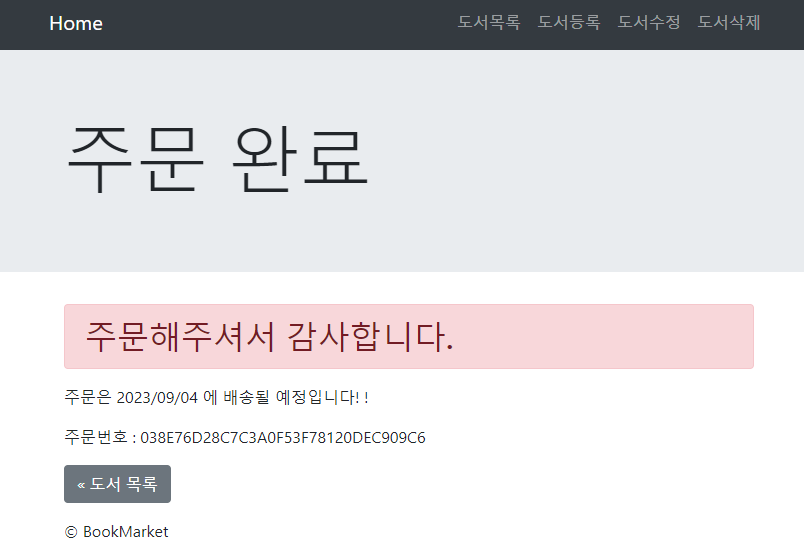 Home 도서목록 도서등록 도서수정 도서삭제
주문 완료
주문해주셔서 감사합니다.
주문은 2023/09/04 에 배송될 예정입니다! !
주문번호 : 038E76D28C7C3A0F53F78120DEC909C6
« 도서 목록
© BookMarket